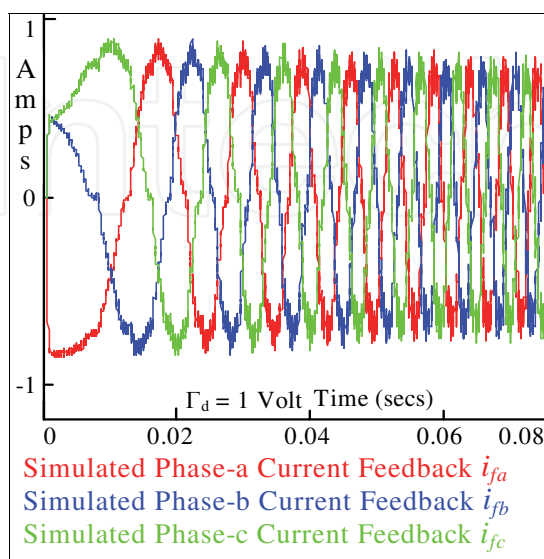 1
Amps
0
-1
Γd = 1 Volt Time (secs)
0 0.02 0.04 0.06 0.08
Simulated Phase-a Current Feedback ifa
Simulated Phase-b Current Feedback ifb
Simulated Phase-c Current Feedback ifc